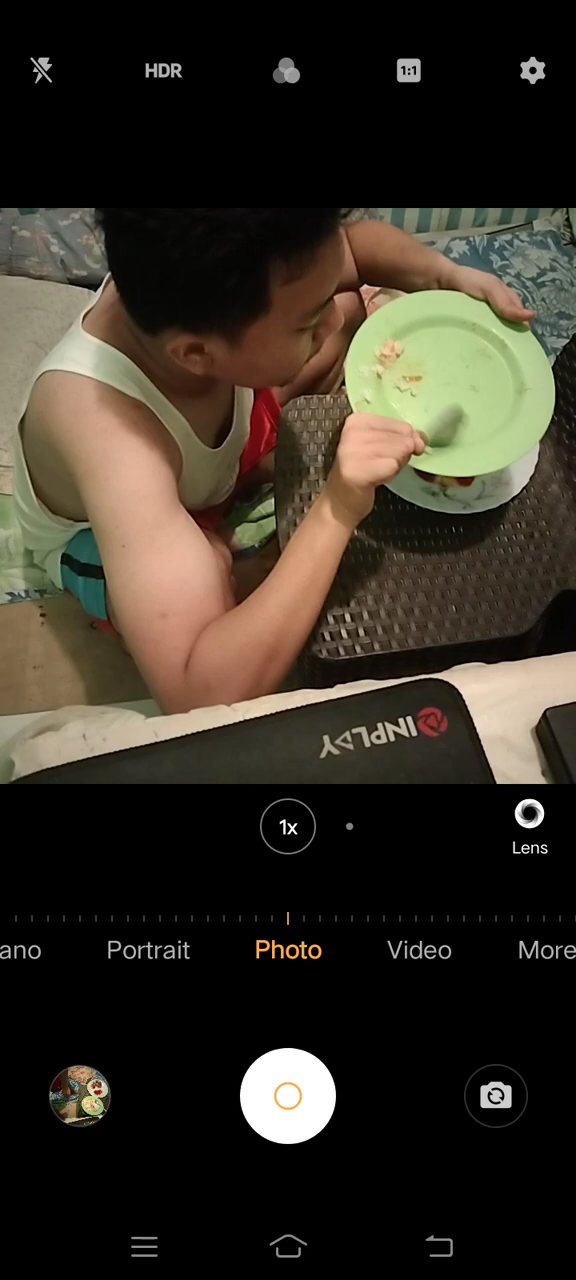 HDR
1:1
INPLAY
1x
Lens
ano
Portrait
Photo
Video
More